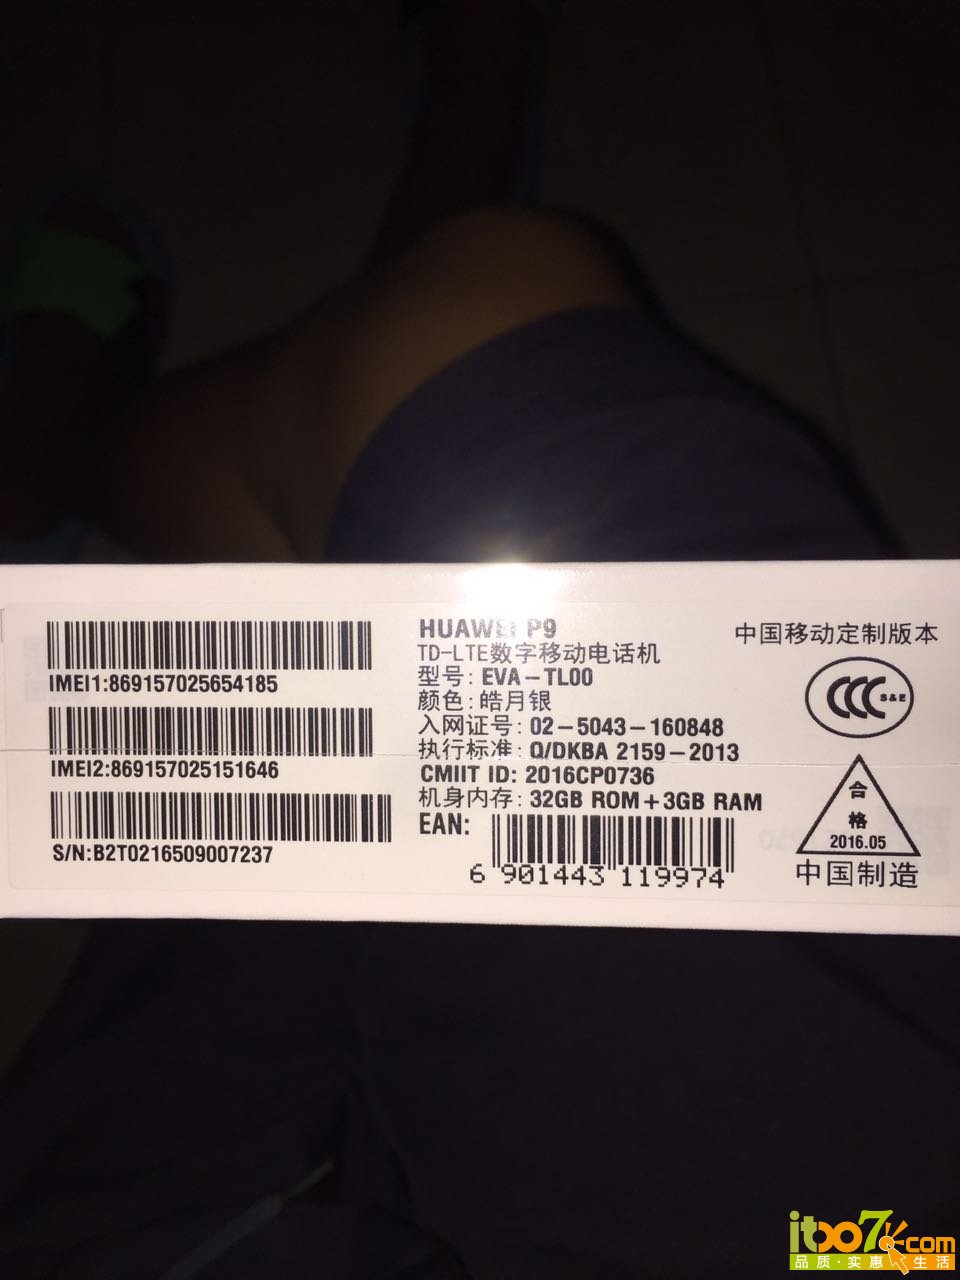 IMEI1:869157025654185
IMEI2:869157025151646
S/N:B2T0216509007237
HUAWEI P9
TD-LTE数字移动电话机
型号: EVA-TL00
颜色: 皓月银
入网证号: 02-5043-160848
执行标准: Q/DKBA 2159-2013
CMIIT ID: 2016CP0736
机身内存: 32GB ROM+3GB RAM
EAN:
6 901443 119974
中国移动定制版本
CCC S&E
合
格
2016.05
中国制造
itoo7.com
品质·实惠 生活